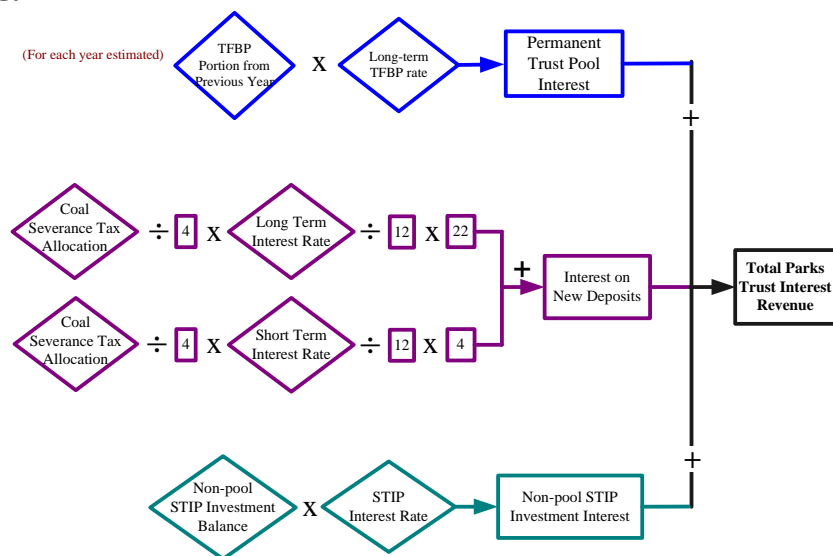 (For each year estimated)
TFBP
Portion from
Previous Year
X
Long-term
TFBP rate
Permanent
Trust Pool
Interest
+
Coal
Severance Tax
Allocation
÷ 4 x
Long Term
Interest Rate
÷ 12 x 22
+
Interest on
New Deposits
Total Parks
Trust Interest
Revenue
Coal
Severance Tax
Allocation
÷ 4 x
Short Term
Interest Rate
÷ 12 x 4
+
Non-pool
STIP Investment
Balance
X
STIP
Interest Rate
Non-pool STIP
Investment Interest